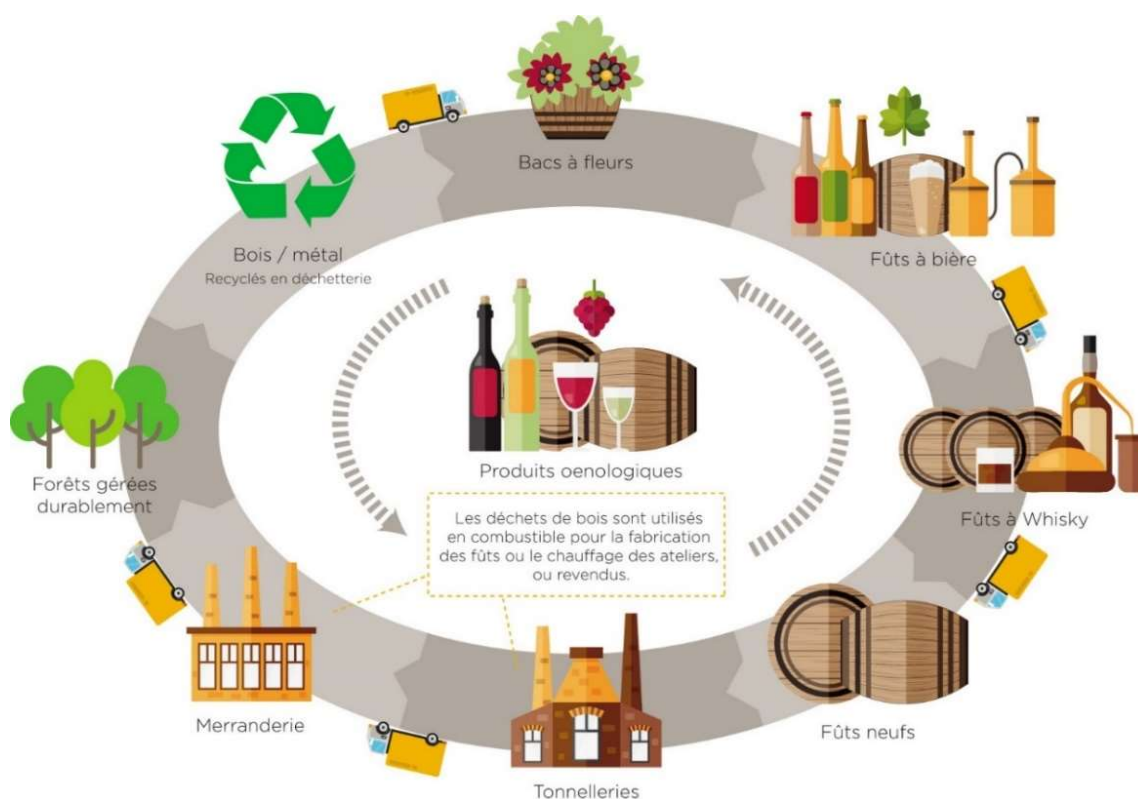 Bacs à fleurs
Fûts à bière
Bois / métal
Recyclés en déchetterie
Produits oenologiques
Forêts gérées
durablement
Fûts à Whisky
Les déchets de bois sont utilisés
en combustible pour la fabrication
des fûts ou le chauffage des ateliers,
ou revendus.
Merranderie
Fûts neufs
Tonnelleries